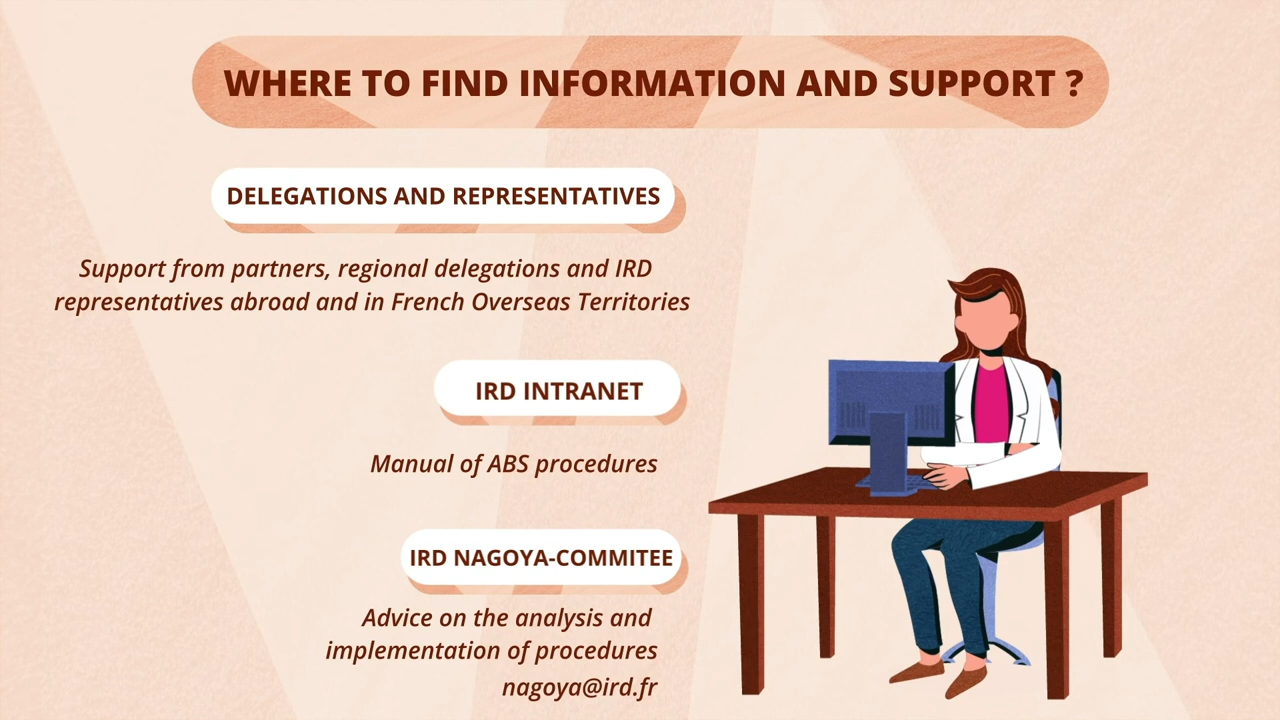 WHERE TO FIND INFORMATION AND SUPPORT ?
DELEGATIONS AND REPRESENTATIVES
Support from partners, regional delegations and IRD
representatives abroad and in French Overseas Territories
IRD INTRANET
Manual of ABS procedures
IRD NAGOYA-COMMITEE
Advice on the analysis and
implementation of procedures
nagoya@ird.fr